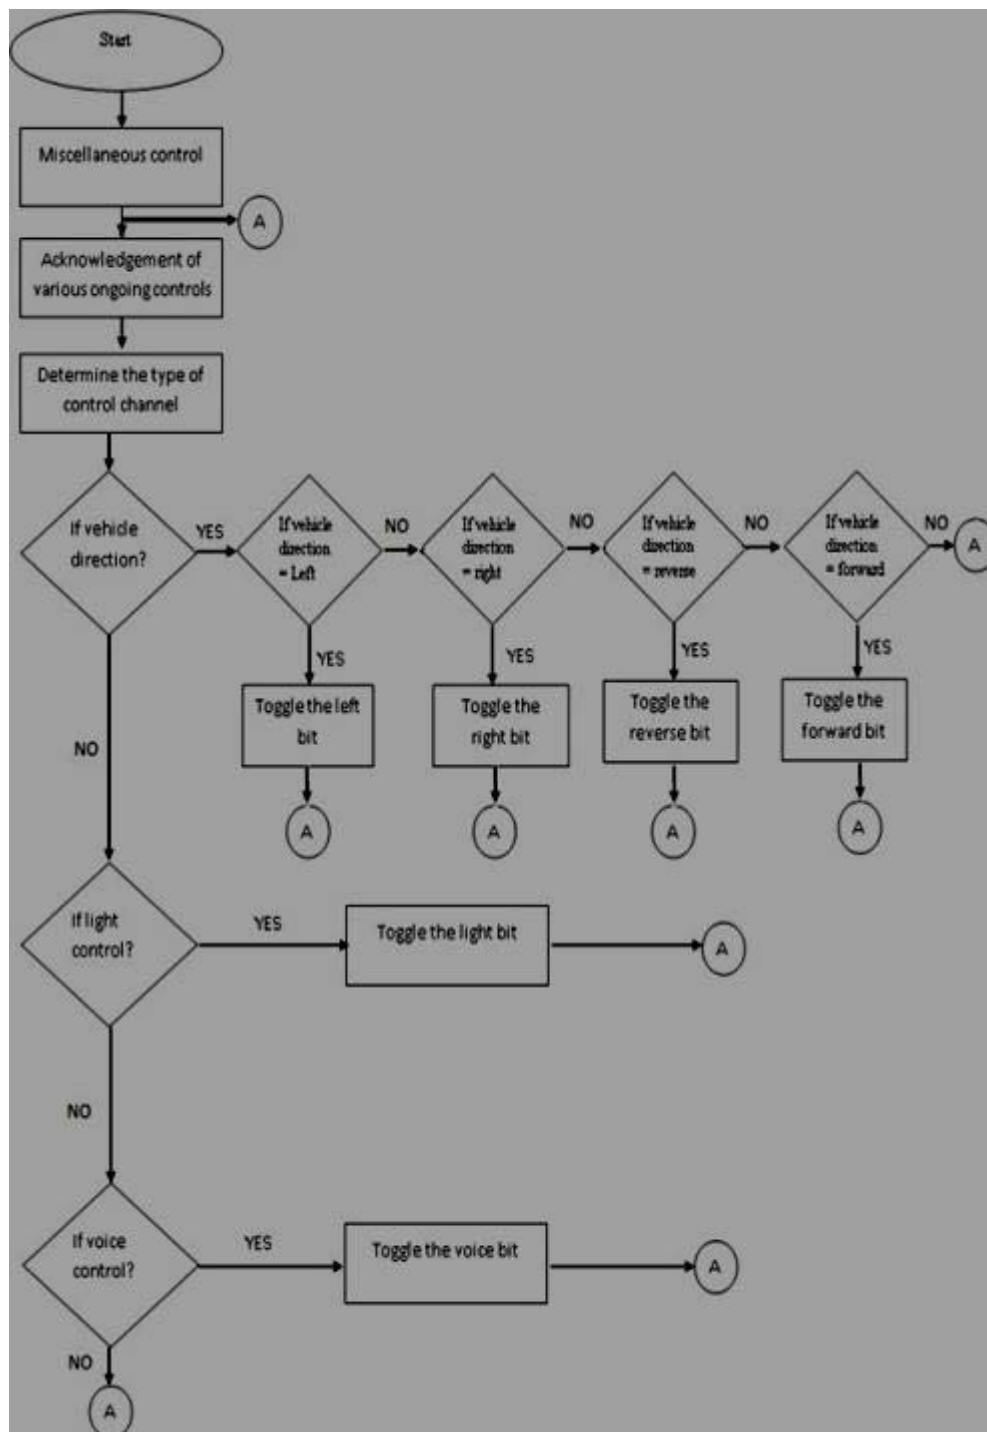 Start
Miscellaneous control
A
Acknowledgement of
various ongoing controls
Determine the type of
control channel
If vehicle
direction?
YES
If vehicle
direction
= Left
NO
If vehicle
direction
= right
NO
If vehicle
direction
= reverse
NO
If vehicle
direction
= forward
NO
A
YES
Toggle the left
bit
A
YES
Toggle the
right bit
A
YES
Toggle the
reverse bit
A
YES
Toggle the
forward bit
A
NO
If light
control?
YES
Toggle the light bit
A
NO
If voice
control?
YES
Toggle the voice bit
A
NO
A